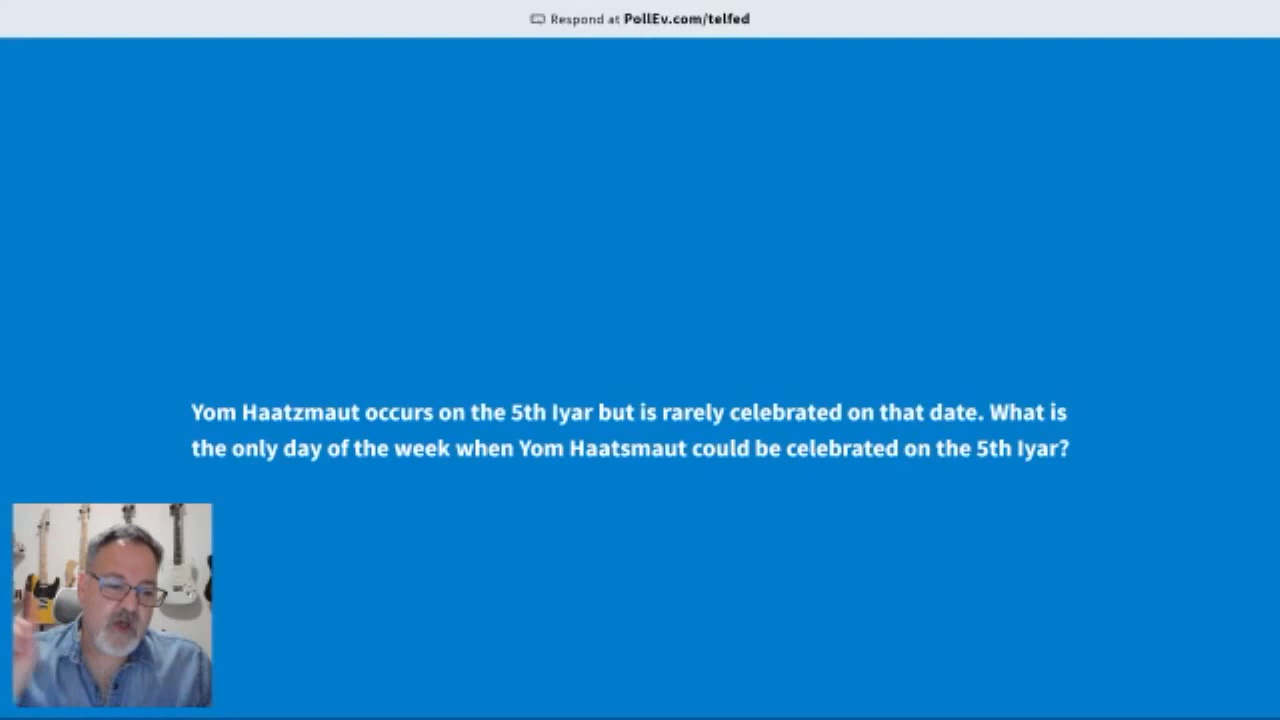 Respond at PollEv.com/telfed
Yom Haatzmaut occurs on the 5th Iyar but is rarely celebrated on that date. What is
the only day of the week when Yom Haatsmaut could be celebrated on the 5th Iyar?